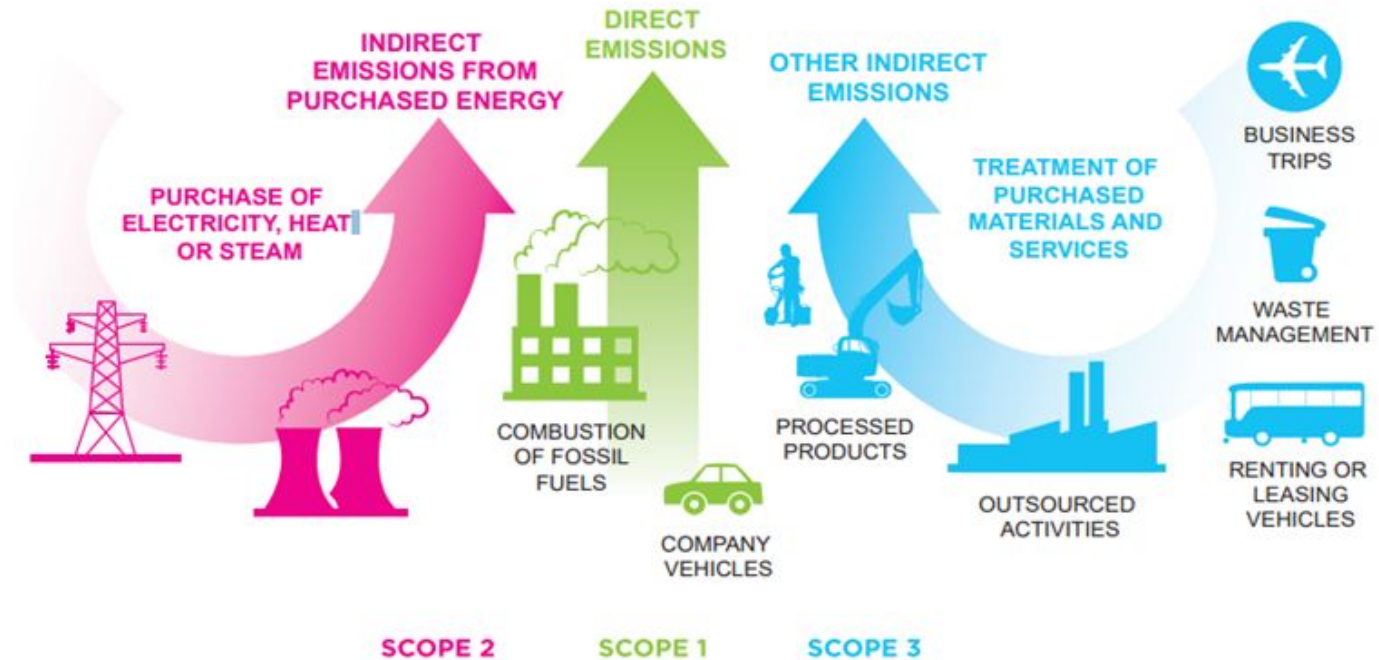 INDIRECT
EMISSIONS FROM
PURCHASED ENERGY
PURCHASE OF
ELECTRICITY, HEAT
OR STEAM
DIRECT
EMISSIONS
COMBUSTION
OF FOSSIL
FUELS
COMPANY
VEHICLES
OTHER INDIRECT
EMISSIONS
TREATMENT OF
PURCHASED
MATERIALS AND
SERVICES
PROCESSED
PRODUCTS
OUTSOURCED
ACTIVITIES
BUSINESS
TRIPS
WASTE
MANAGEMENT
RENTING OR
LEASING
VEHICLES
SCOPE 2
SCOPE 1
SCOPE 3